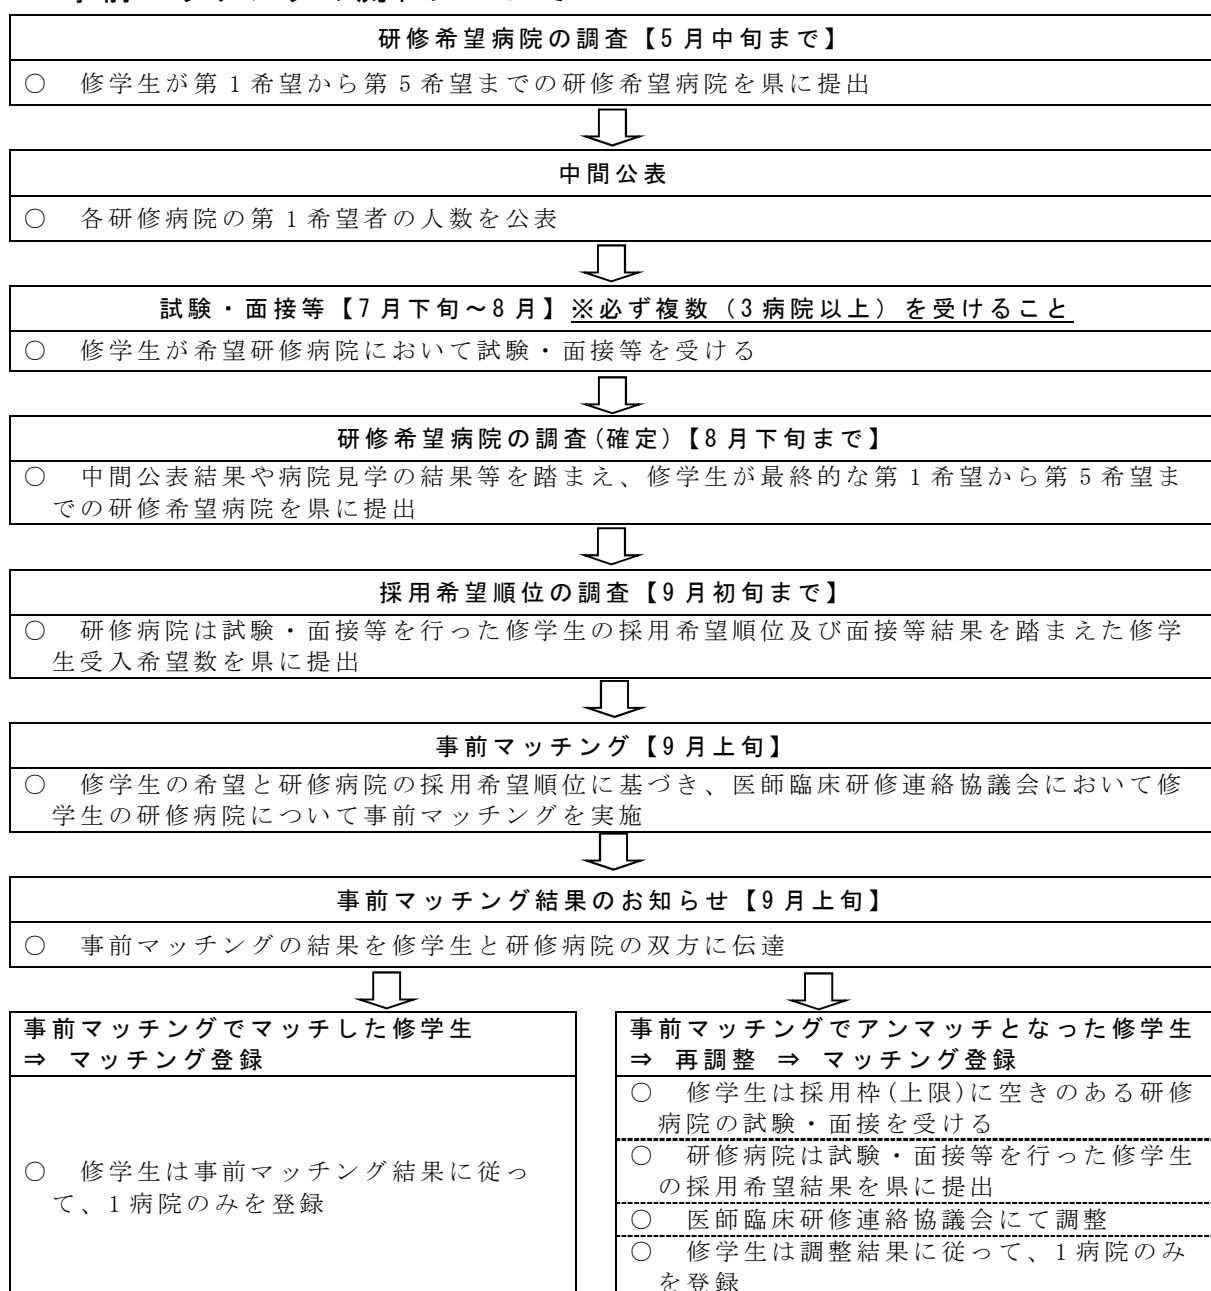 研修希望病院の調査【5月中旬まで】
○ 修学生が第1希望から第5希望までの研修希望病院を県に提出
中間公表
○ 各研修病院の第1希望者の人数を公表
試験・面接等【7月下旬～8月】※必ず複数（3病院以上）を受けること
○ 修学生が希望研修病院において試験・面接等を受ける
研修希望病院の調査(確定)【8月下旬まで】
○ 中間公表結果や病院見学の結果等を踏まえ、修学生が最終的な第1希望から第5希望ま
での研修希望病院を県に提出
採用希望順位の調査【9月初旬まで】
○ 研修病院は試験・面接等を行った修学生の採用希望順位及び面接等結果を踏まえた修学
生受入希望数を県に提出
事前マッチング【9月上旬】
○ 修学生の希望と研修病院の採用希望順位に基づき、医師臨床研修連絡協議会において修
学生の研修病院について事前マッチングを実施
事前マッチング結果のお知らせ【9月上旬】
○ 事前マッチングの結果を修学生と研修病院の双方に伝達
事前マッチングでマッチした修学生
⇒ マッチング登録
○ 修学生は事前マッチング結果に従っ
て、1病院のみを登録
事前マッチングでアンマッチとなった修学生
⇒ 再調整 ⇒ マッチング登録
○ 修学生は採用枠(上限)に空きのある研修
病院の試験・面接を受ける
○ 研修病院は試験・面接等を行った修学生
の採用希望結果を県に提出
○ 医師臨床研修連絡協議会にて調整
○ 修学生は調整結果に従って、1病院のみ
を登録